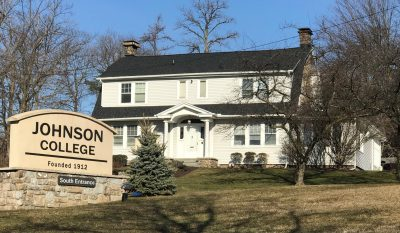 JOHNSON
COLLEGE
Founded 1912
South Entrance